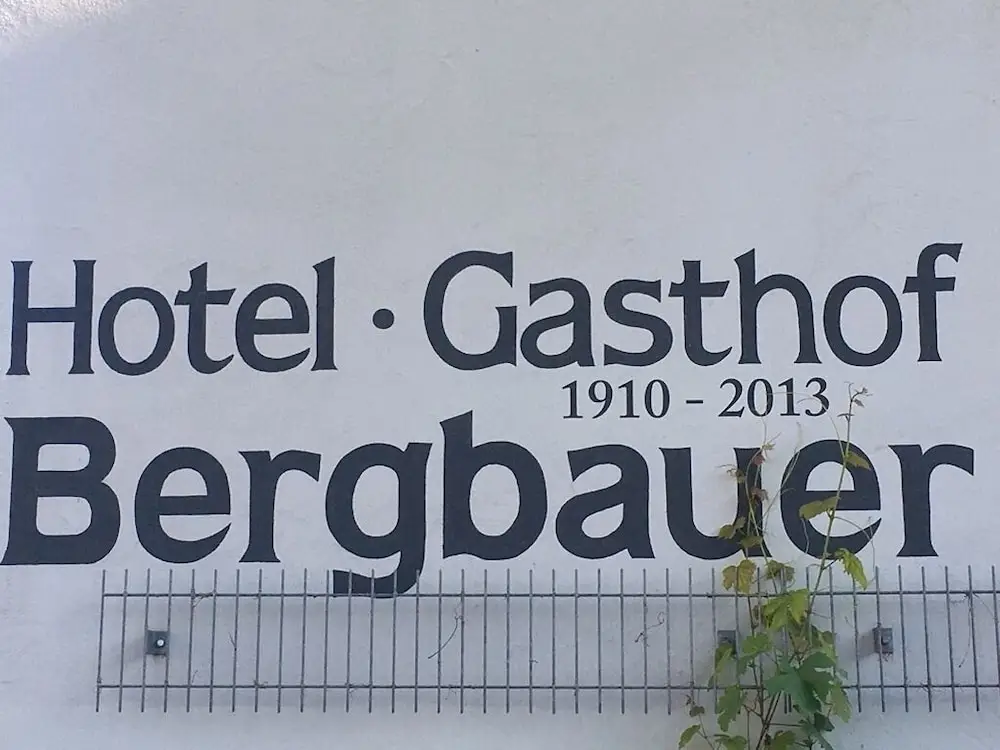 Hotel · Gasthof
1910 - 2013
Bergbauer